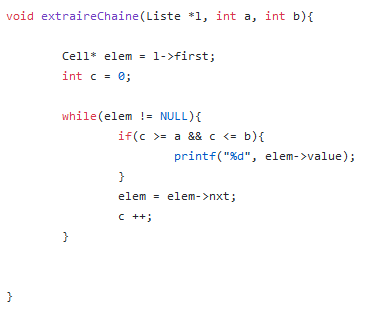 void extraireChaine(Liste *l, int a, int b){
Cell* elem = l->first;
int c = 0;
while(elem != NULL){
if(c >= a && c <= b){
printf("%d", elem->value);
}
elem = elem->nxt;
c ++;
}
}